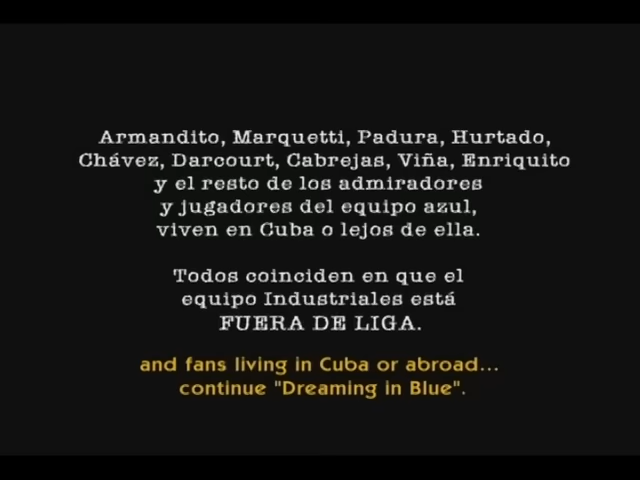 Armandito, Marquetti, Padura, Hurtado,
Chávez, Darcourt, Cabrejas, Viña, Enriquito
y el resto de los admiradores
y jugadores del equipo azul,
viven en Cuba o lejos de ella.
Todos coinciden en que el
equipo Industriales está
FUERA DE LIGA.
and fans living in Cuba or abroad...
continue "Dreaming in Blue".